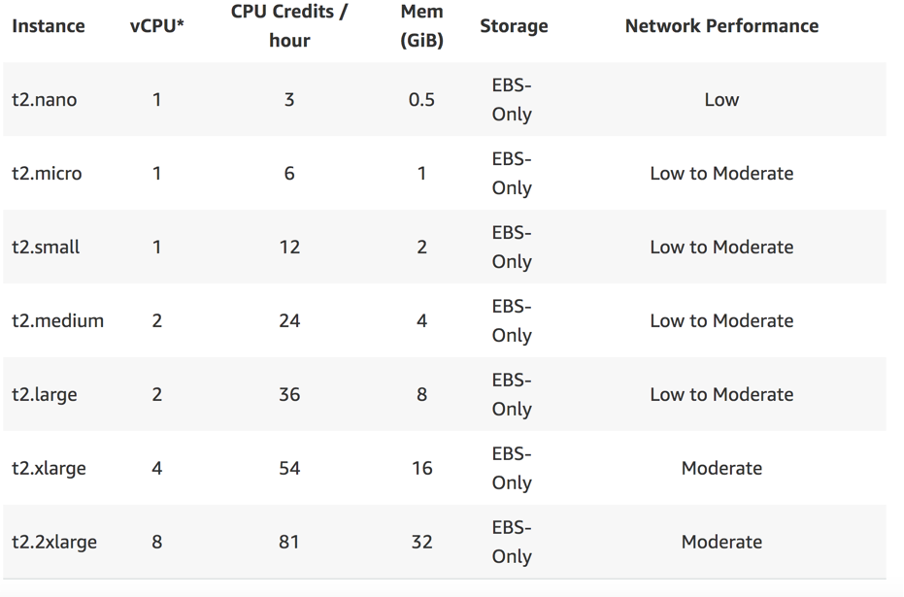 Instance vCPU* CPU Credits / hour Mem (GiB) Storage Network Performance
t2.nano 1 3 0.5 EBS-Only Low
t2.micro 1 6 1 EBS-Only Low to Moderate
t2.small 1 12 2 EBS-Only Low to Moderate
t2.medium 2 24 4 EBS-Only Low to Moderate
t2.large 2 36 8 EBS-Only Low to Moderate
t2.xlarge 4 54 16 EBS-Only Moderate
t2.2xlarge 8 81 32 EBS-Only Moderate